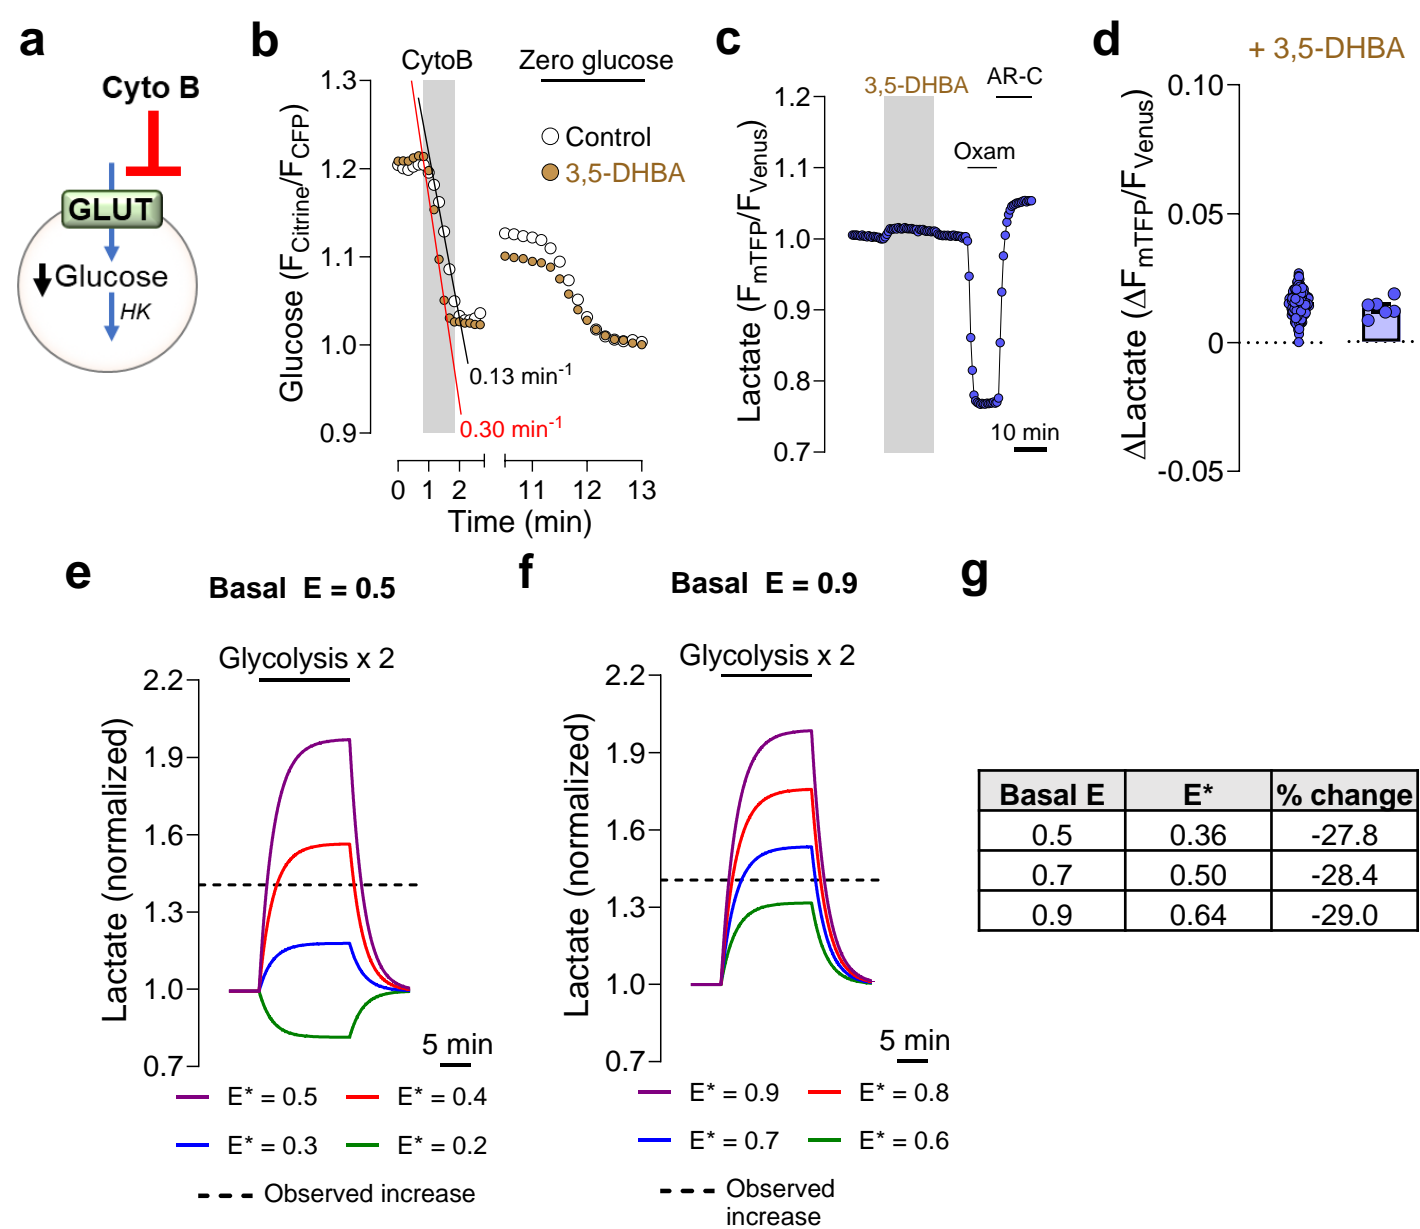 a
Cyto B
GLUT
Glucose
HK
b
CytoB
Zero glucose
Control
3,5-DHBA
Glucose (FCitrine/FCFP)
1.3
1.2
1.1
1.0
0.9
0.13 min-1
0.30 min-1
0 1 2 11 12 13
Time (min)
c
3,5-DHBA
AR-C
Oxam
Lactate (FmTFP/FVenus)
1.2
1.1
1.0
0.9
0.8
0.7
10 min
d
+ 3,5-DHBA
ΔLactate (ΔFmTFP/FVenus)
0.10
0.05
0
-0.05
e
Basal E = 0.5
Glycolysis x 2
Lactate (normalized)
2.2
1.9
1.6
1.3
1.0
0.7
5 min
E* = 0.5 E* = 0.4
E* = 0.3 E* = 0.2
Observed increase
f
Basal E = 0.9
Glycolysis x 2
Lactate (normalized)
2.2
1.9
1.6
1.3
1.0
0.7
5 min
E* = 0.9 E* = 0.8
E* = 0.7 E* = 0.6
Observed
increase
g
Basal E E* % change
0.5 0.36 -27.8
0.7 0.50 -28.4
0.9 0.64 -29.0